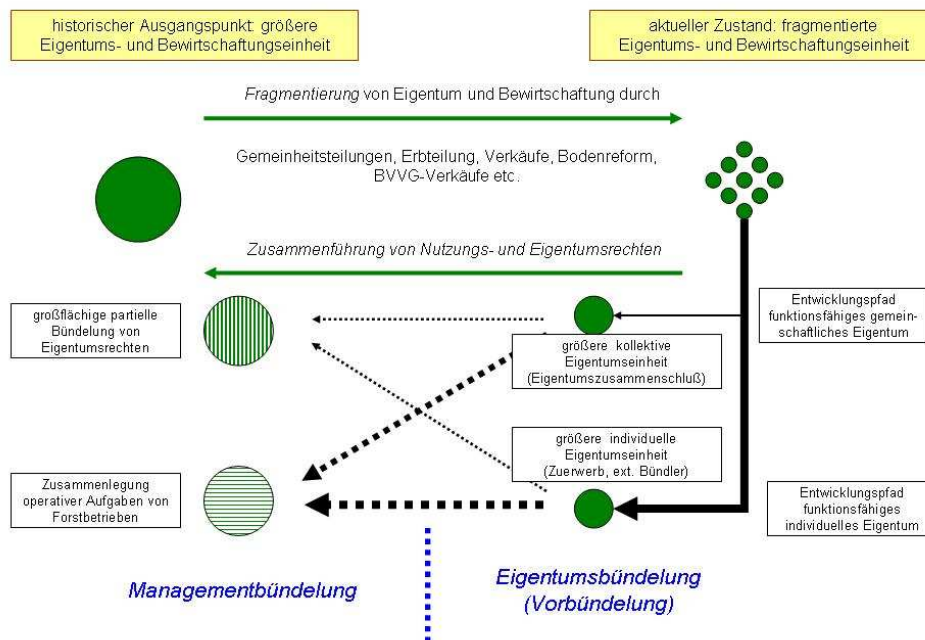 historischer Ausgangspunkt: größere
Eigentums- und Bewirtschaftungseinheit
aktueller Zustand: fragmentierte
Eigentums- und Bewirtschaftungseinheit
Fragmentierung von Eigentum und Bewirtschaftung durch
Gemeinheitsteilungen, Erbteilung, Verkäufe, Bodenreform,
BVVG-Verkäufe etc.
Zusammenführung von Nutzungs- und Eigentumsrechten
großflächige partielle
Bündelung von
Eigentumsrechten
größere kollektive
Eigentumseinheit
(Eigentumszusammenschluß)
Entwicklungspfad
funktionsfähiges gemein-
schaftliches Eigentum
größere individuelle
Eigentumseinheit
(Zuerwerb, ext. Bündler)
Zusammenlegung
operativer Aufgaben von
Forstbetrieben
Entwicklungspfad
funktionsfähiges
individuelles Eigentum
Managementbündelung
Eigentumsbündelung
(Vorbündelung)